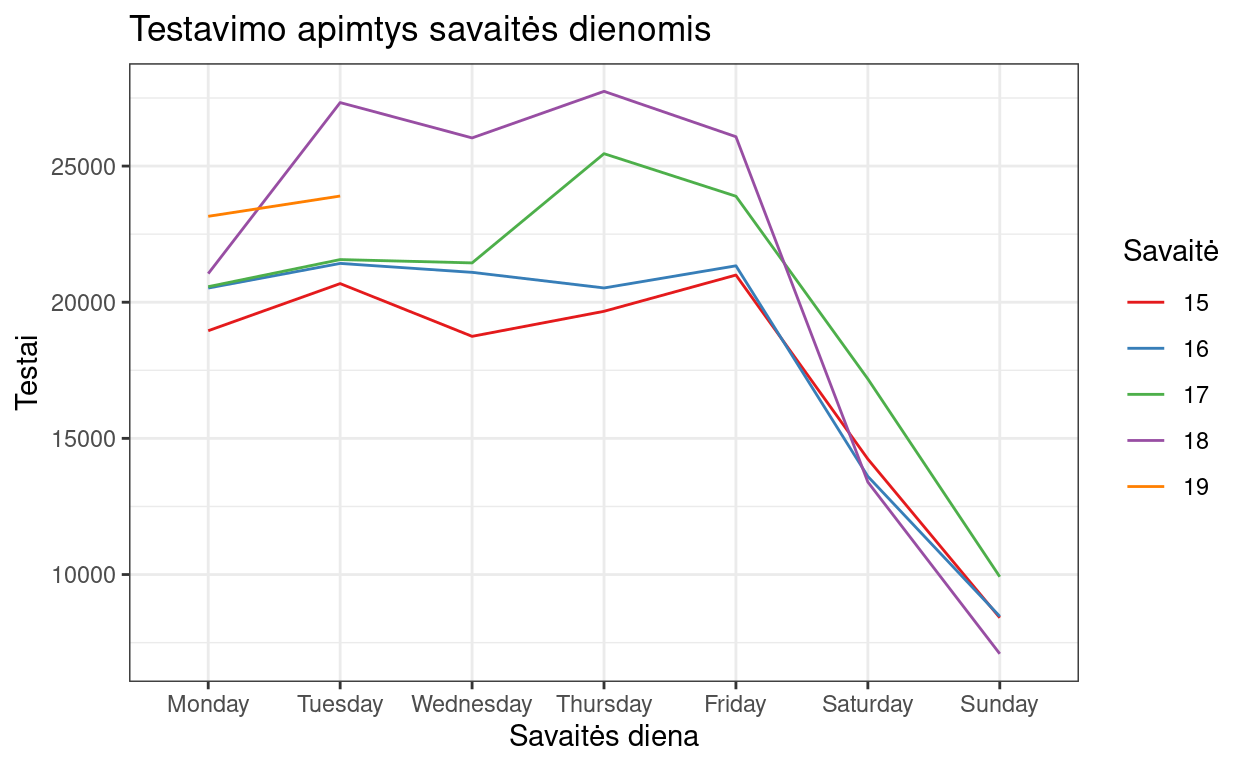 Testavimo apimtys savaitės dienomis
Testai
25000
20000
15000
10000
Monday Tuesday Wednesday Thursday Friday Saturday Sunday
Savaitės diena
Savaitė
15
16
17
18
19